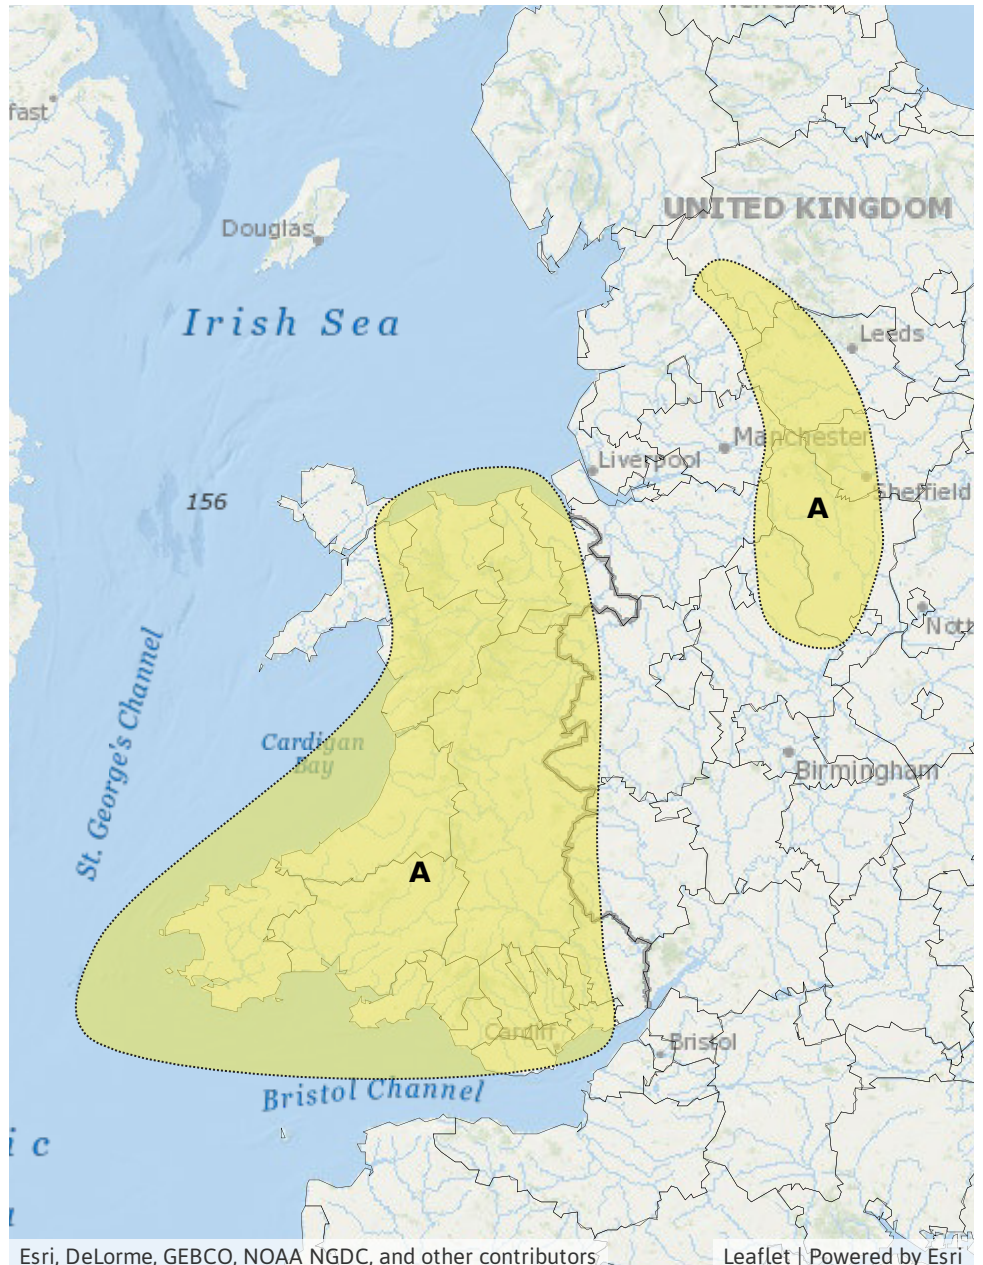 fast
UNITED KINGDOM
Douglas
Irish Sea
Leeds
Manchester
Liverpool
Sheffield
156
A
Nott
St. George's Channel
Cardigan
Bay
Birmingham
A
Cardiff
Bristol
Bristol Channel
i c
Esri, DeLorme, GEBCO, NOAA NGDC, and other contributors
Leaflet | Powered by Esri